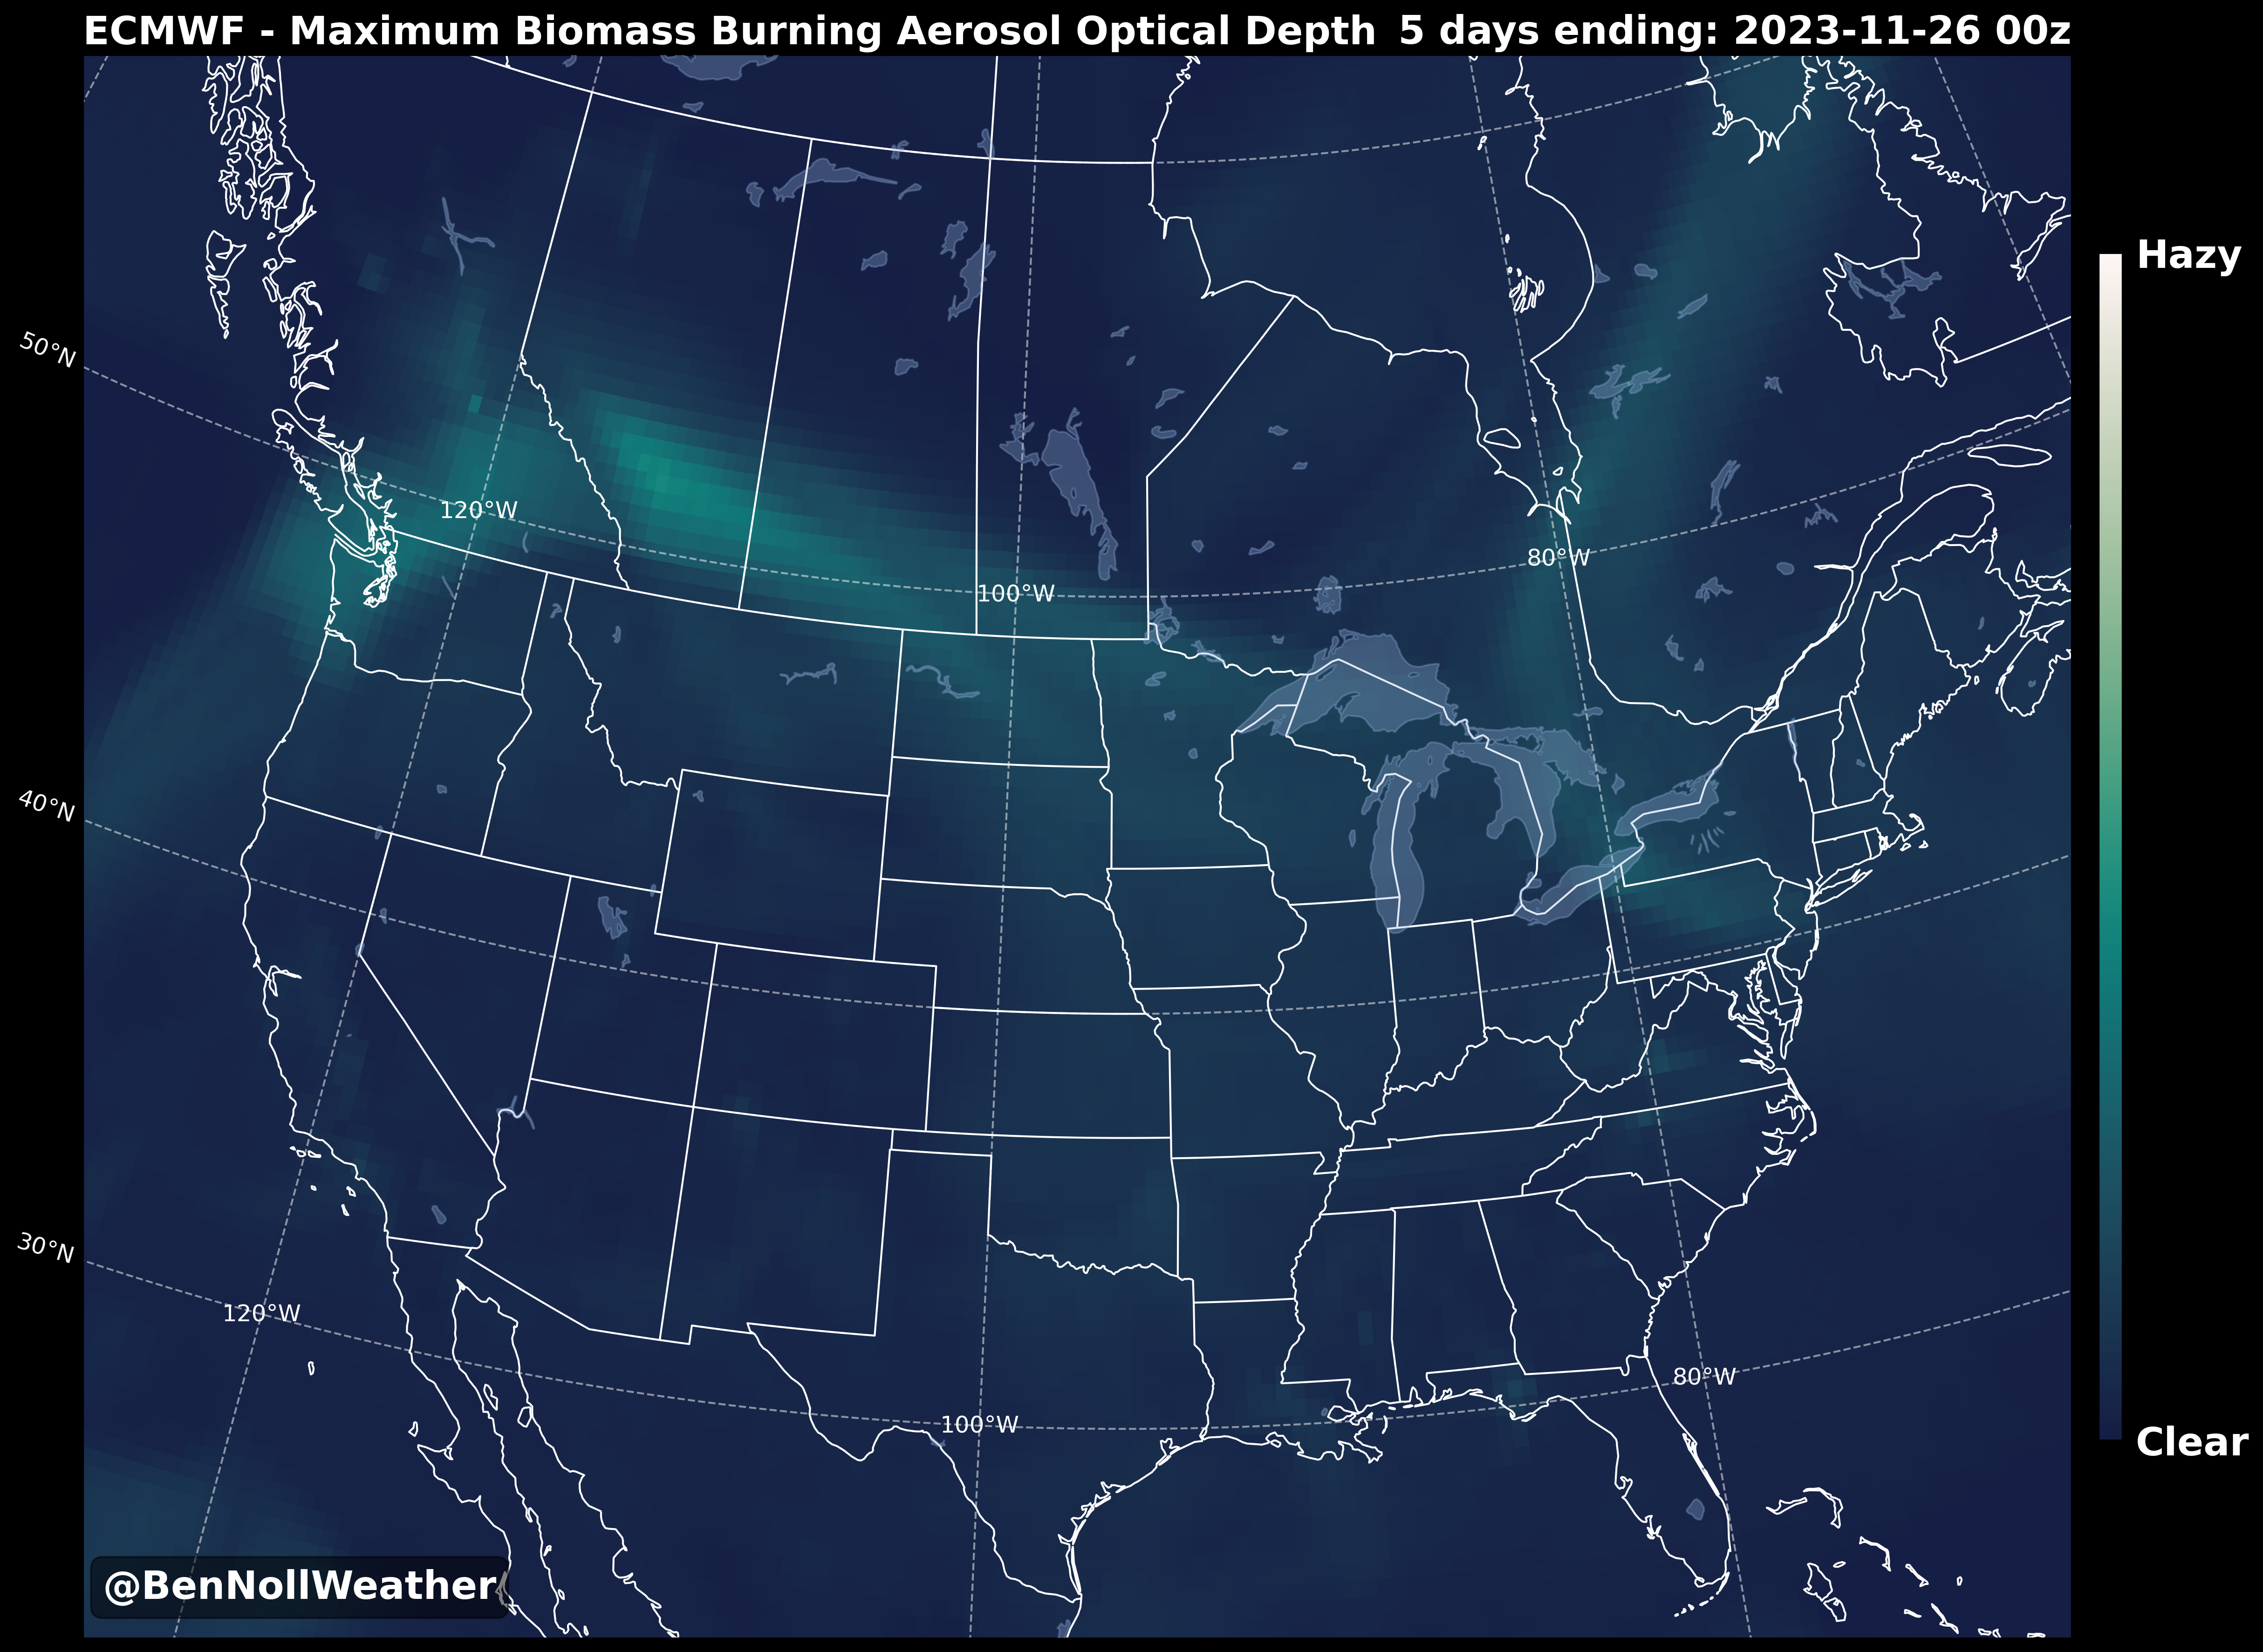 ECMWF - Maximum Biomass Burning Aerosol Optical Depth 5 days ending: 2023-11-26 00z
Hazy
50°N
120°W
80°W
100°W
40°N
30°N
120°W
80°W
100°W
Clear
@BenNollWeather